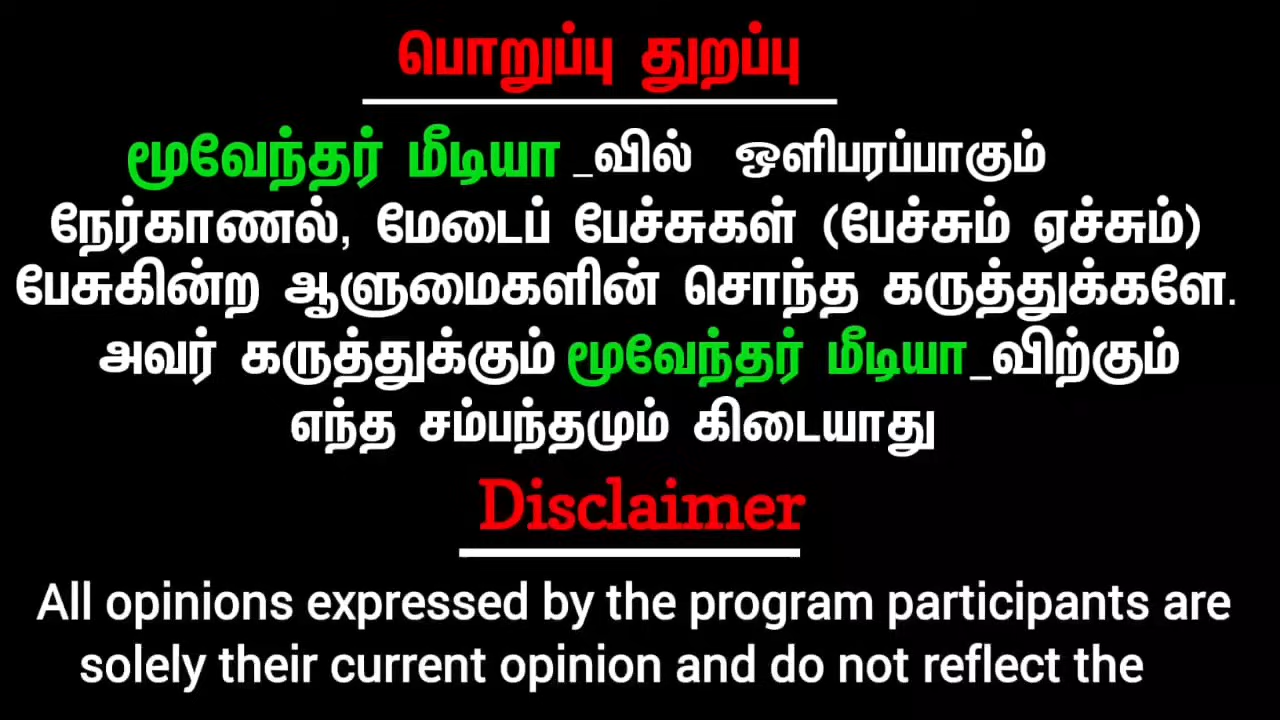 பொறுப்பு துறப்பு
மூவேந்தர் மீடியா _வில் ஒளிபரப்பாகும்
நேர்காணல், மேடைப் பேச்சுகள் (பேச்சும் ஏச்சும்)
பேசுகின்ற ஆளுமைகளின் சொந்த கருத்துக்களே.
அவர் கருத்துக்கும் மூவேந்தர் மீடியா_விற்கும்
எந்த சம்பந்தமும் கிடையாது
Disclaimer
All opinions expressed by the program participants are
solely their current opinion and do not reflect the